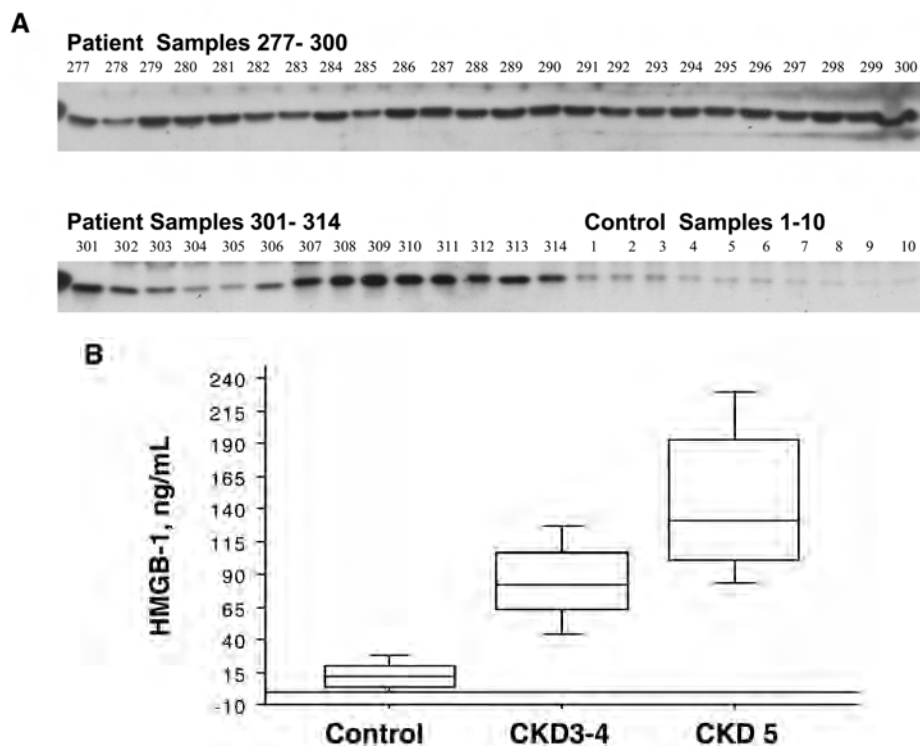 A
Patient Samples 277- 300
277 278 279 280 281 282 283 284 285 286 287 288 289 290 291 292 293 294 295 296 297 298 299 300
Patient Samples 301- 314 Control Samples 1-10
301 302 303 304 305 306 307 308 309 310 311 312 313 314 1 2 3 4 5 6 7 8 9 10
B
HMGB-1, ng/mL
240
215
190
165
140
115
90
65
40
15
-10
Control CKD3-4 CKD 5